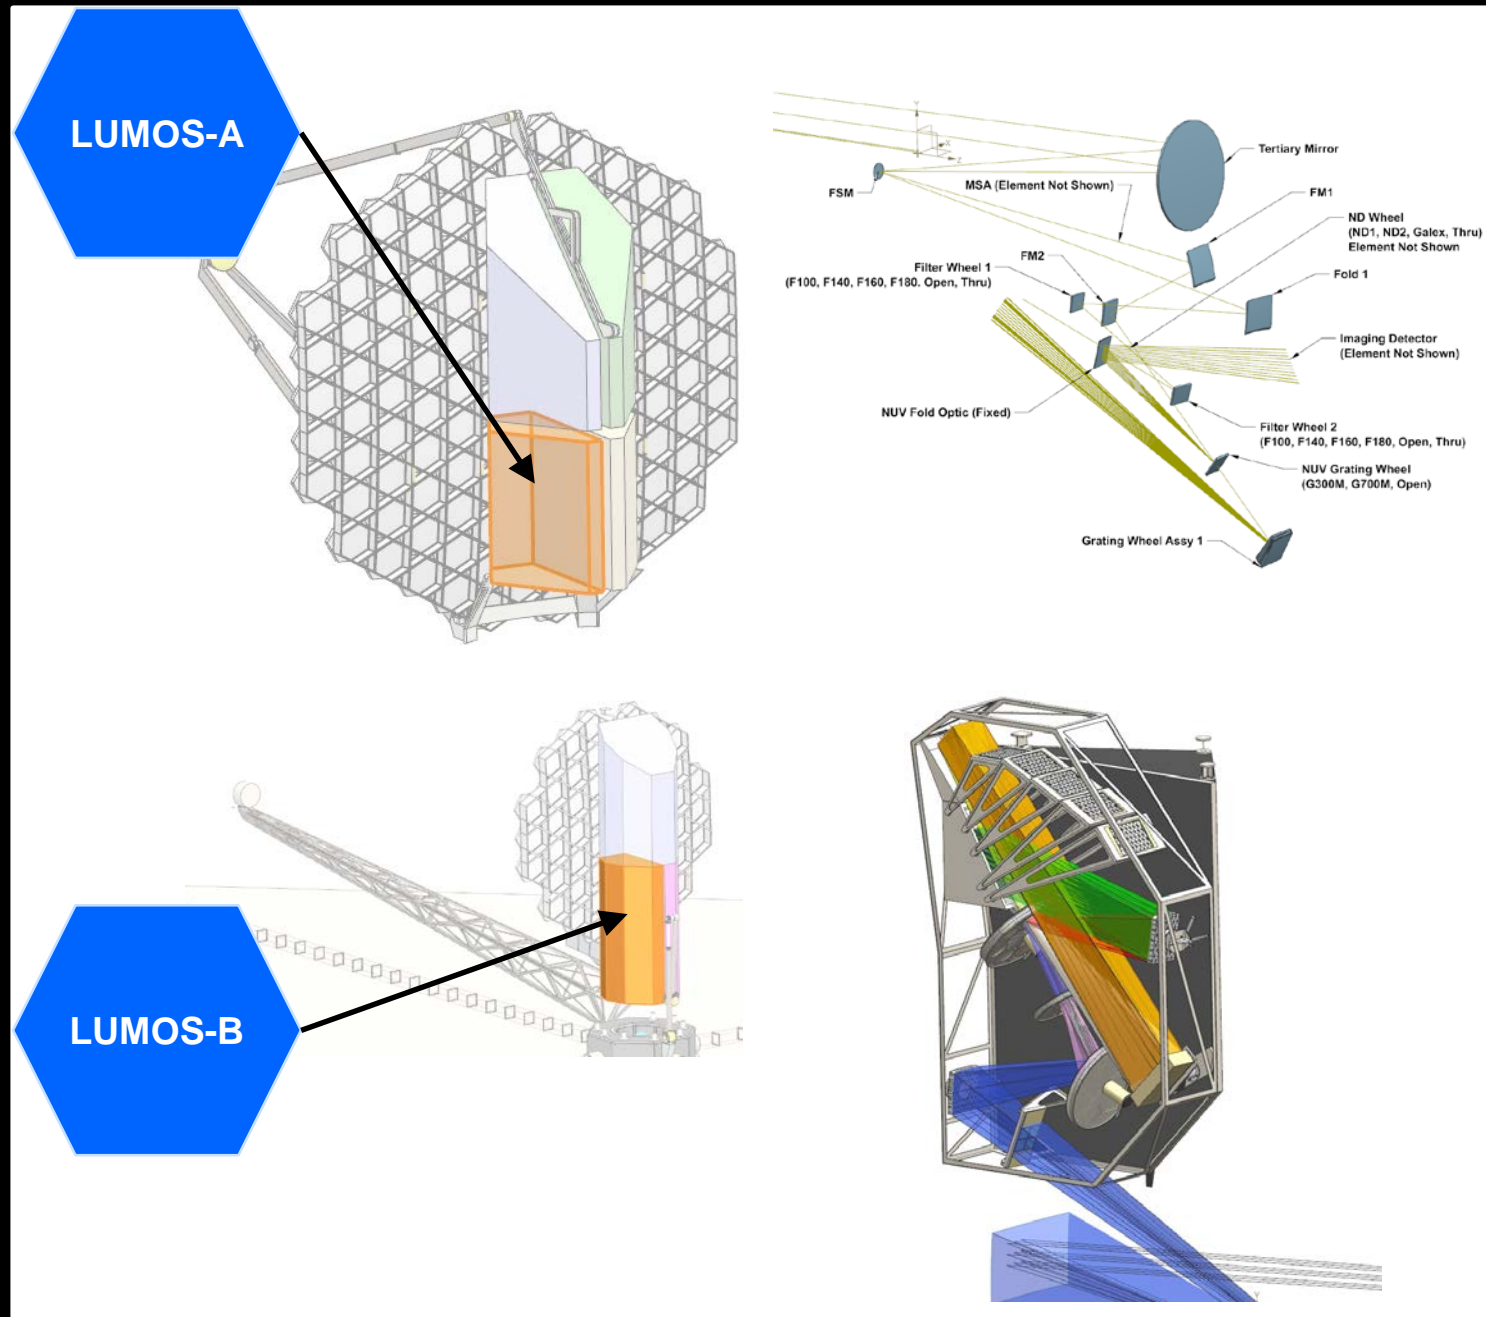 LUMOS-A
Y
X
Z
Tertiary Mirror
FSM
MSA (Element Not Shown)
FM1
ND Wheel
(ND1, ND2, Galex, Thru)
Element Not Shown
FM2
Filter Wheel 1
(F100, F140, F160, F180. Open, Thru)
Fold 1
Imaging Detector
(Element Not Shown)
NUV Fold Optic (Fixed)
Filter Wheel 2
(F100, F140, F160, F180, Open, Thru)
NUV Grating Wheel
(G300M, G700M, Open)
Grating Wheel Assy 1
LUMOS-B
Y